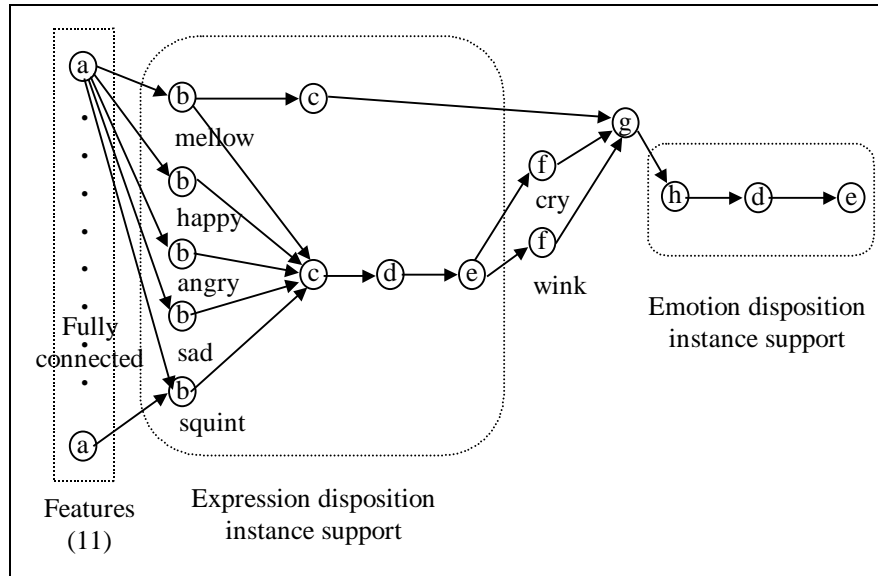 a
b
c
mellow
g
b
happy
f
cry
h
d
e
b
angry
c
d
e
f
wink
b
sad
Fully
connected
b
squint
a
Emotion disposition
instance support
Expression disposition
instance support
Features
(11)